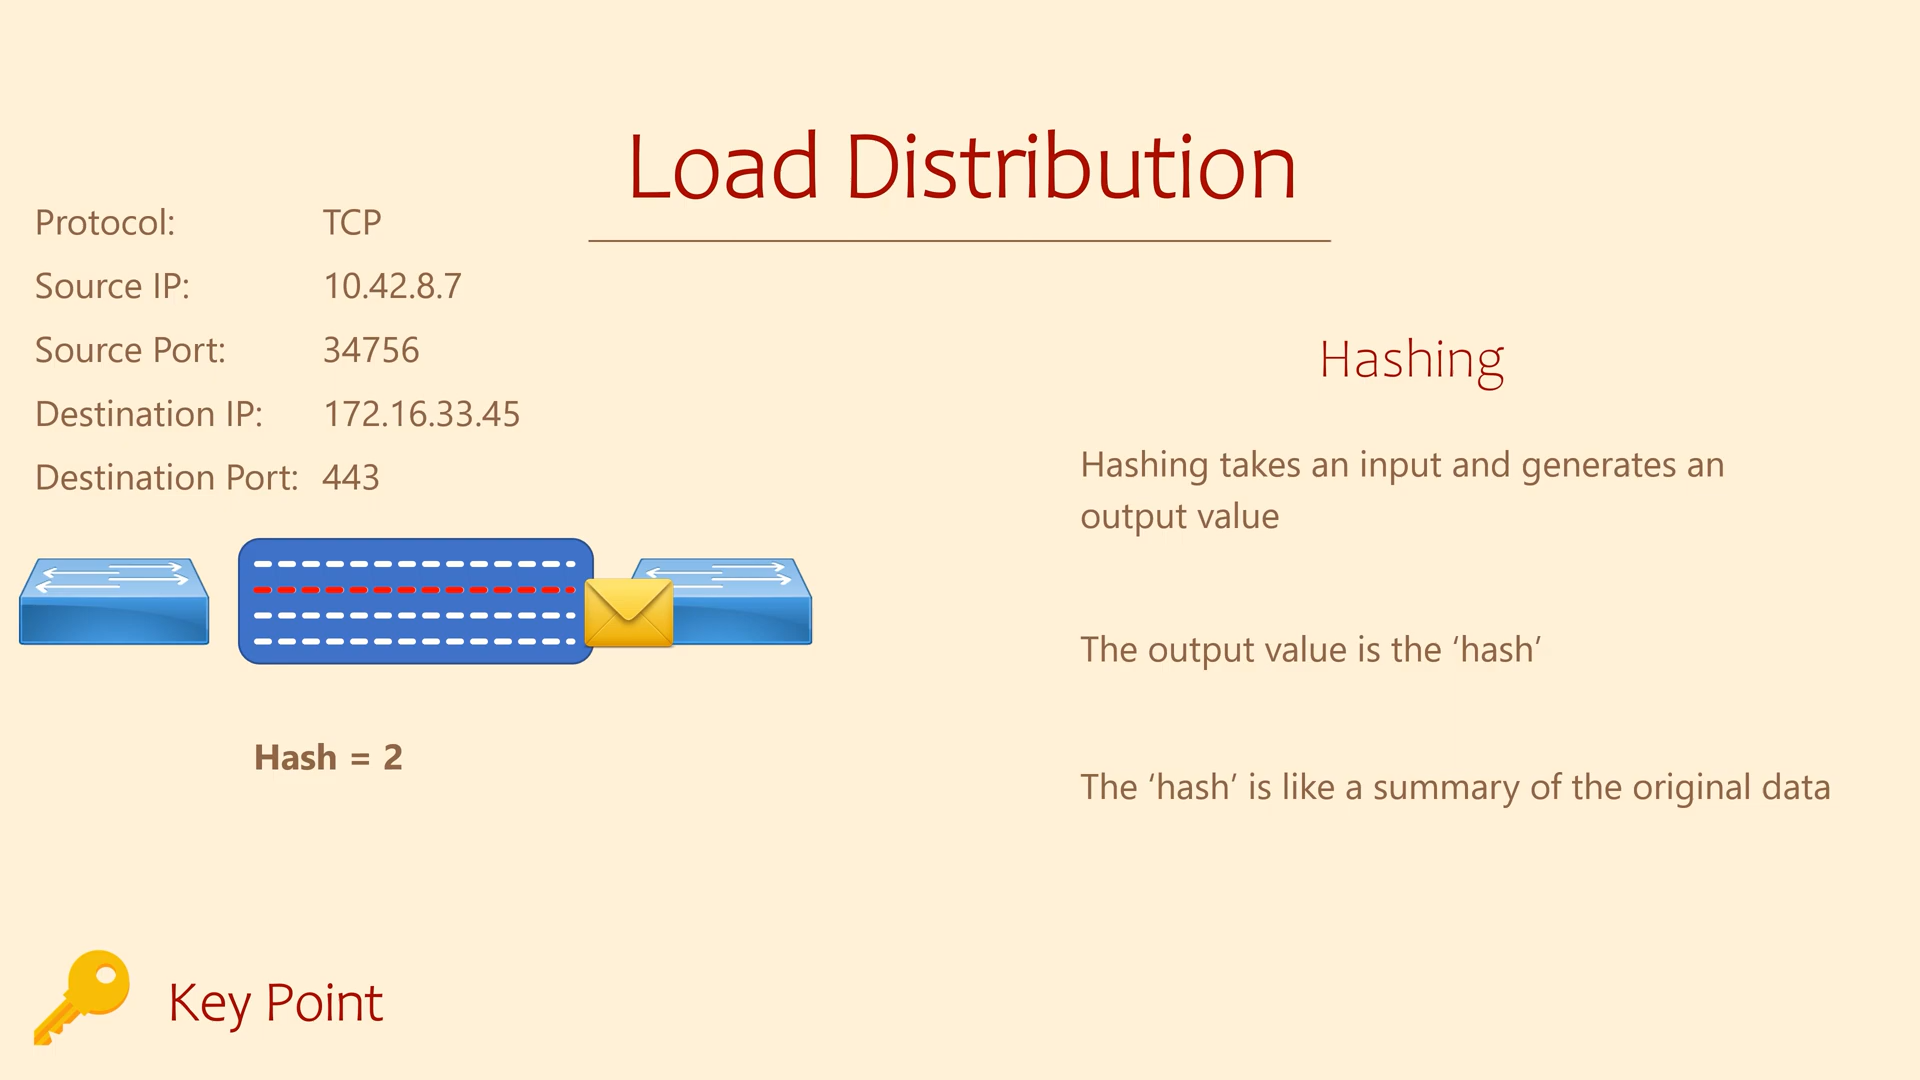 Load Distribution
Protocol: TCP
Source IP: 10.42.8.7
Source Port: 34756
Destination IP: 172.16.33.45
Destination Port: 443
Hash = 2
Hashing
Hashing takes an input and generates an
output value
The output value is the ‘hash’
The ‘hash’ is like a summary of the original data
Key Point